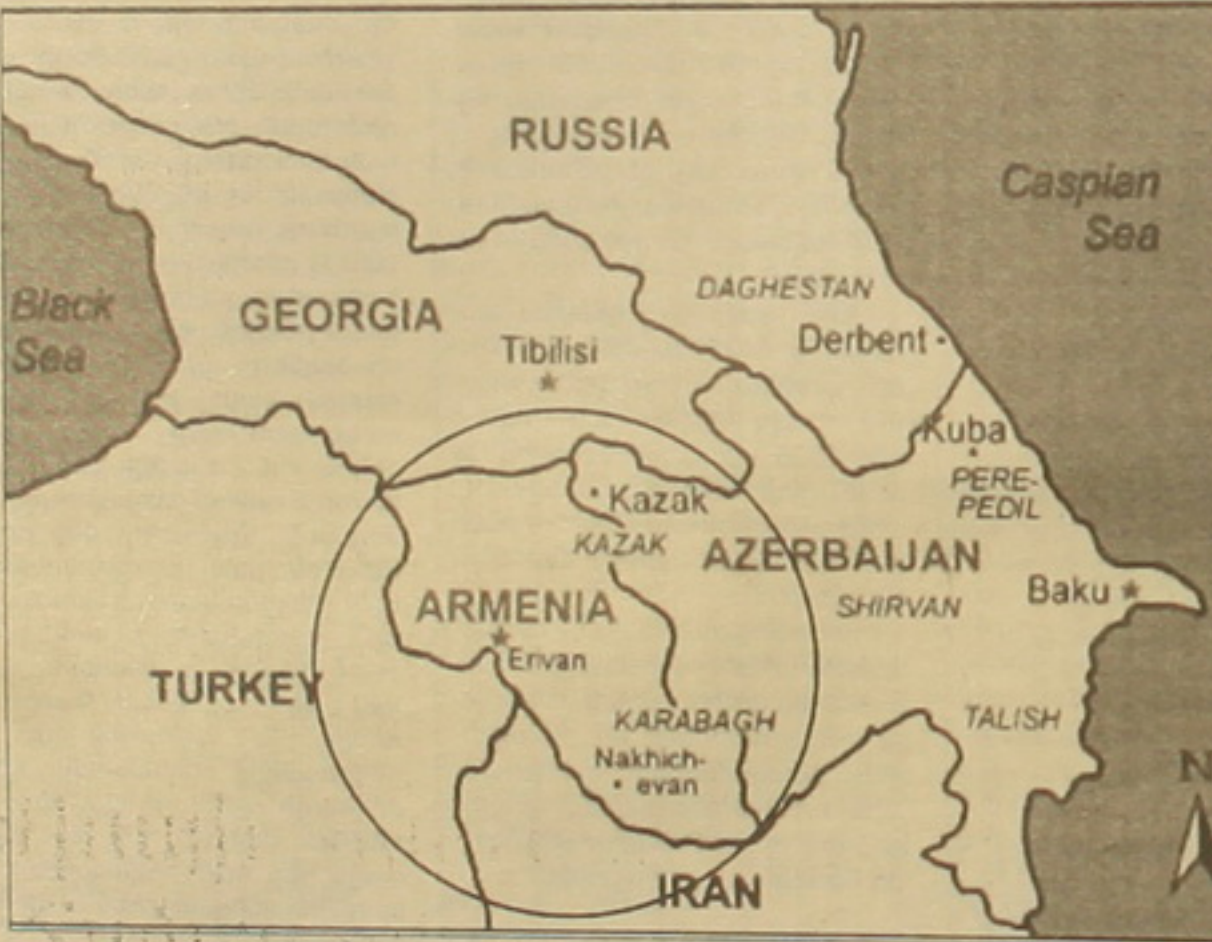 RUSSIA
Caspian
Sea
DAGHESTAN
Black
Sea
GEORGIA
Tibilisi
Derbent
Kuba
PERE-
PEDIL
Kazak
KAZAK
AZERBAIJAN
Baku
SHIRVAN
ARMENIA
Erivan
TURKEY
KARABAGH
TALISH
Nakhich-
evan
N
IRAN